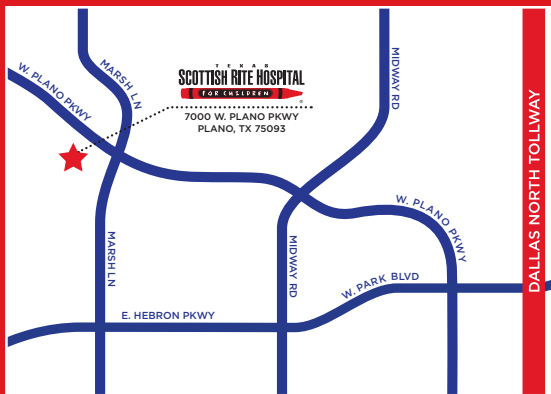 W. PLANO PKWY
MARSH LN
TEXAS
SCOTTISH RITE HOSPITAL
FOR CHILDREN
®
7000 W. PLANO PKWY
PLANO, TX 75093
MIDWAY RD
DALLAS NORTH TOLLWAY
W. PLANO PKWY
MARSH LN
MIDWAY RD
W. PARK BLVD
E. HEBRON PKWY